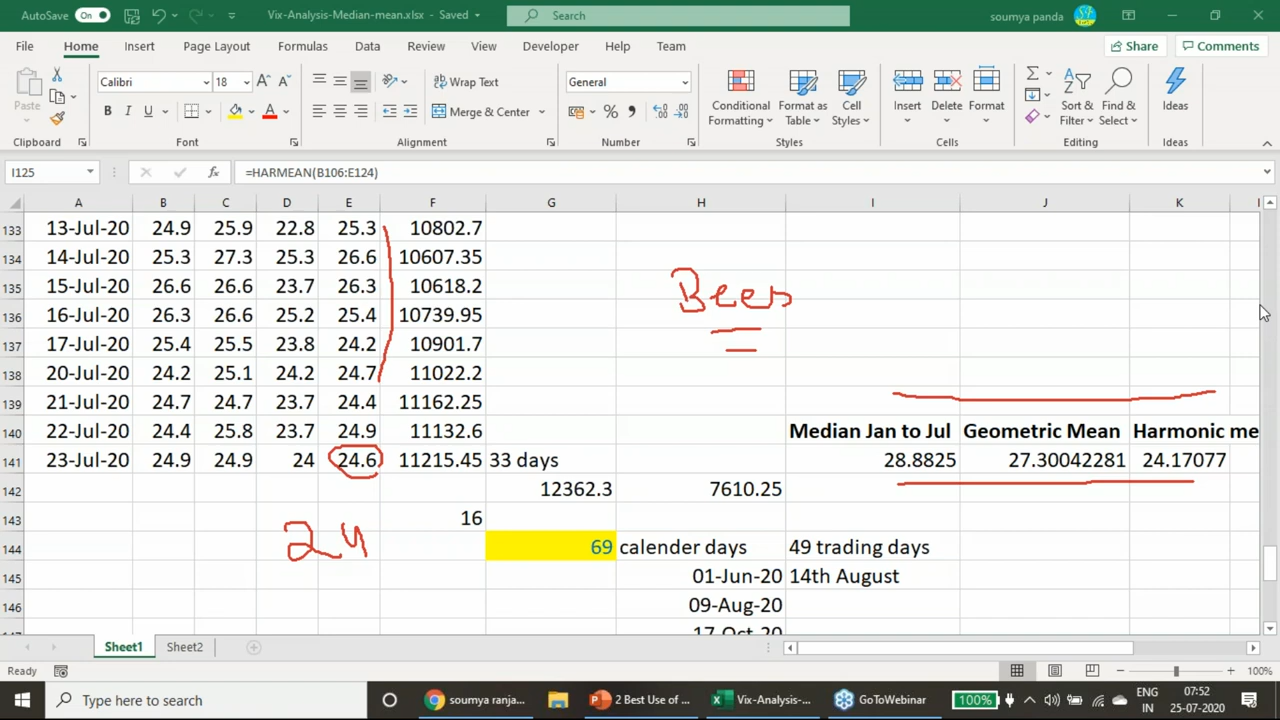 AutoSave On Vix-Analysis-Median-mean.xlsx - Saved Search soumya panda
File Home Insert Page Layout Formulas Data Review View Developer Help Team Share Comments
Calibri 18 Wrap Text General
Paste Merge & Center Conditional Formatting Format as Table Cell Styles Insert Delete Format Sort & Filter Find & Select Ideas
Clipboard Font Alignment Number Styles Cells Editing Ideas
I125 fx =HARMEAN(B106:E124)
A B C D E F G H I J K
133 13-Jul-20 24.9 25.9 22.8 25.3 10802.7
134 14-Jul-20 25.3 27.3 25.3 26.6 10607.35
135 15-Jul-20 26.6 26.6 23.7 26.3 10618.2 Bees
136 16-Jul-20 26.3 26.6 25.2 25.4 10739.95
137 17-Jul-20 25.4 25.5 23.8 24.2 10901.7
138 20-Jul-20 24.2 25.1 24.2 24.7 11022.2
139 21-Jul-20 24.7 24.7 23.7 24.4 11162.25
140 22-Jul-20 24.4 25.8 23.7 24.9 11132.6 Median Jan to Jul Geometric Mean Harmonic me
141 23-Jul-20 24.9 24.9 24 24.6 11215.45 33 days 28.8825 27.30042281 24.17077
142 12362.3 7610.25
143 16
24
144 69 calender days 49 trading days
145 01-Jun-20 14th August
146 09-Aug-20
147 17-Oct-20
Sheet1 Sheet2
Ready 100%
Type here to search soumya ranja... 2 Best Use of ... Vix-Analysis-... GoToWebinar 100% ENG IN 07:52 25-07-2020